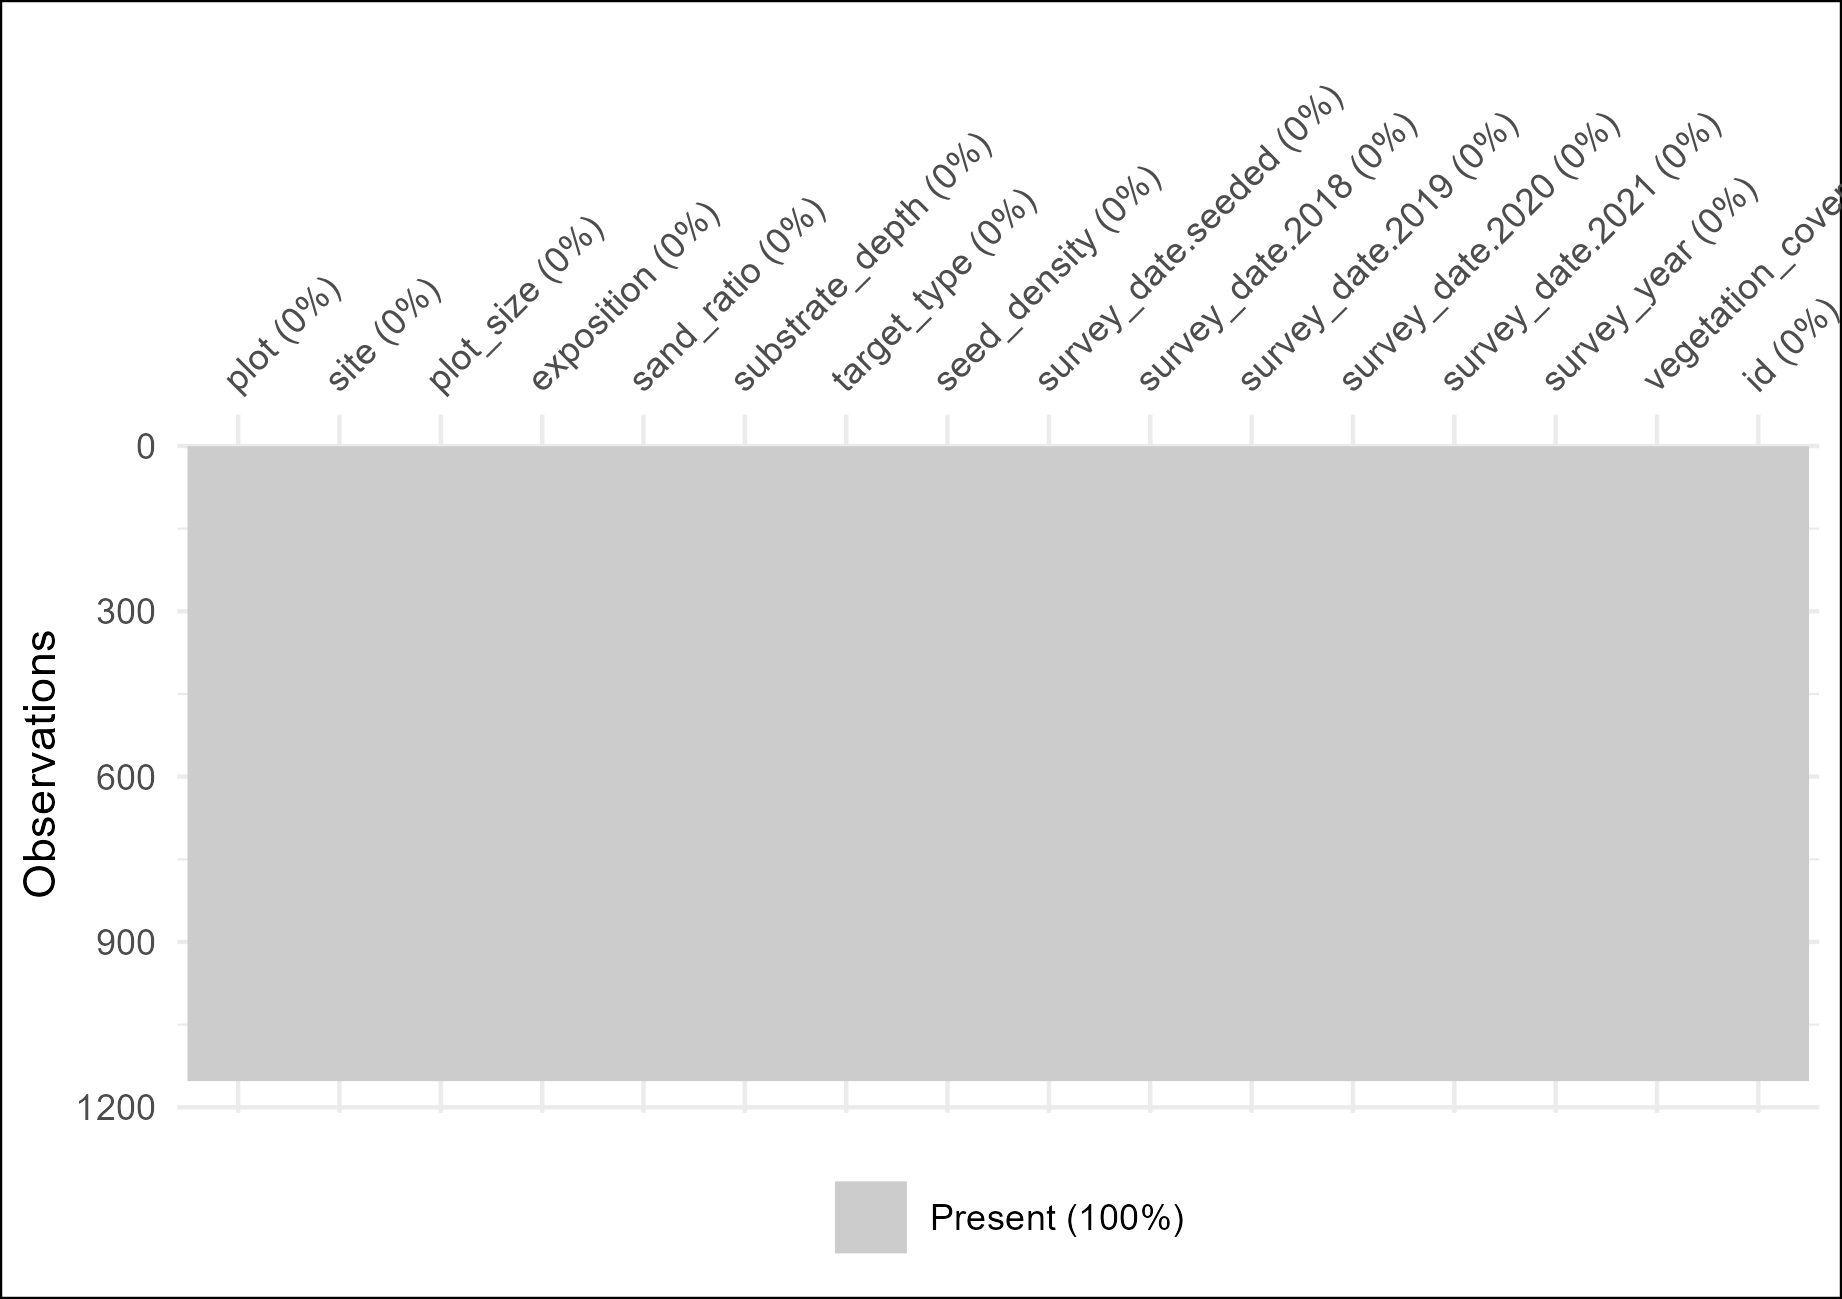 plot (0%)
site (0%)
plot_size (0%)
exposition (0%)
sand_ratio (0%)
substrate_depth (0%)
target_type (0%)
seed_density (0%)
survey_date.seeded (0%)
survey_date.2018 (0%)
survey_date.2019 (0%)
survey_date.2020 (0%)
survey_date.2021 (0%)
survey_year (0%)
vegetation_cover
id (0%)
0
300
600
900
1200
Observations
Present (100%)